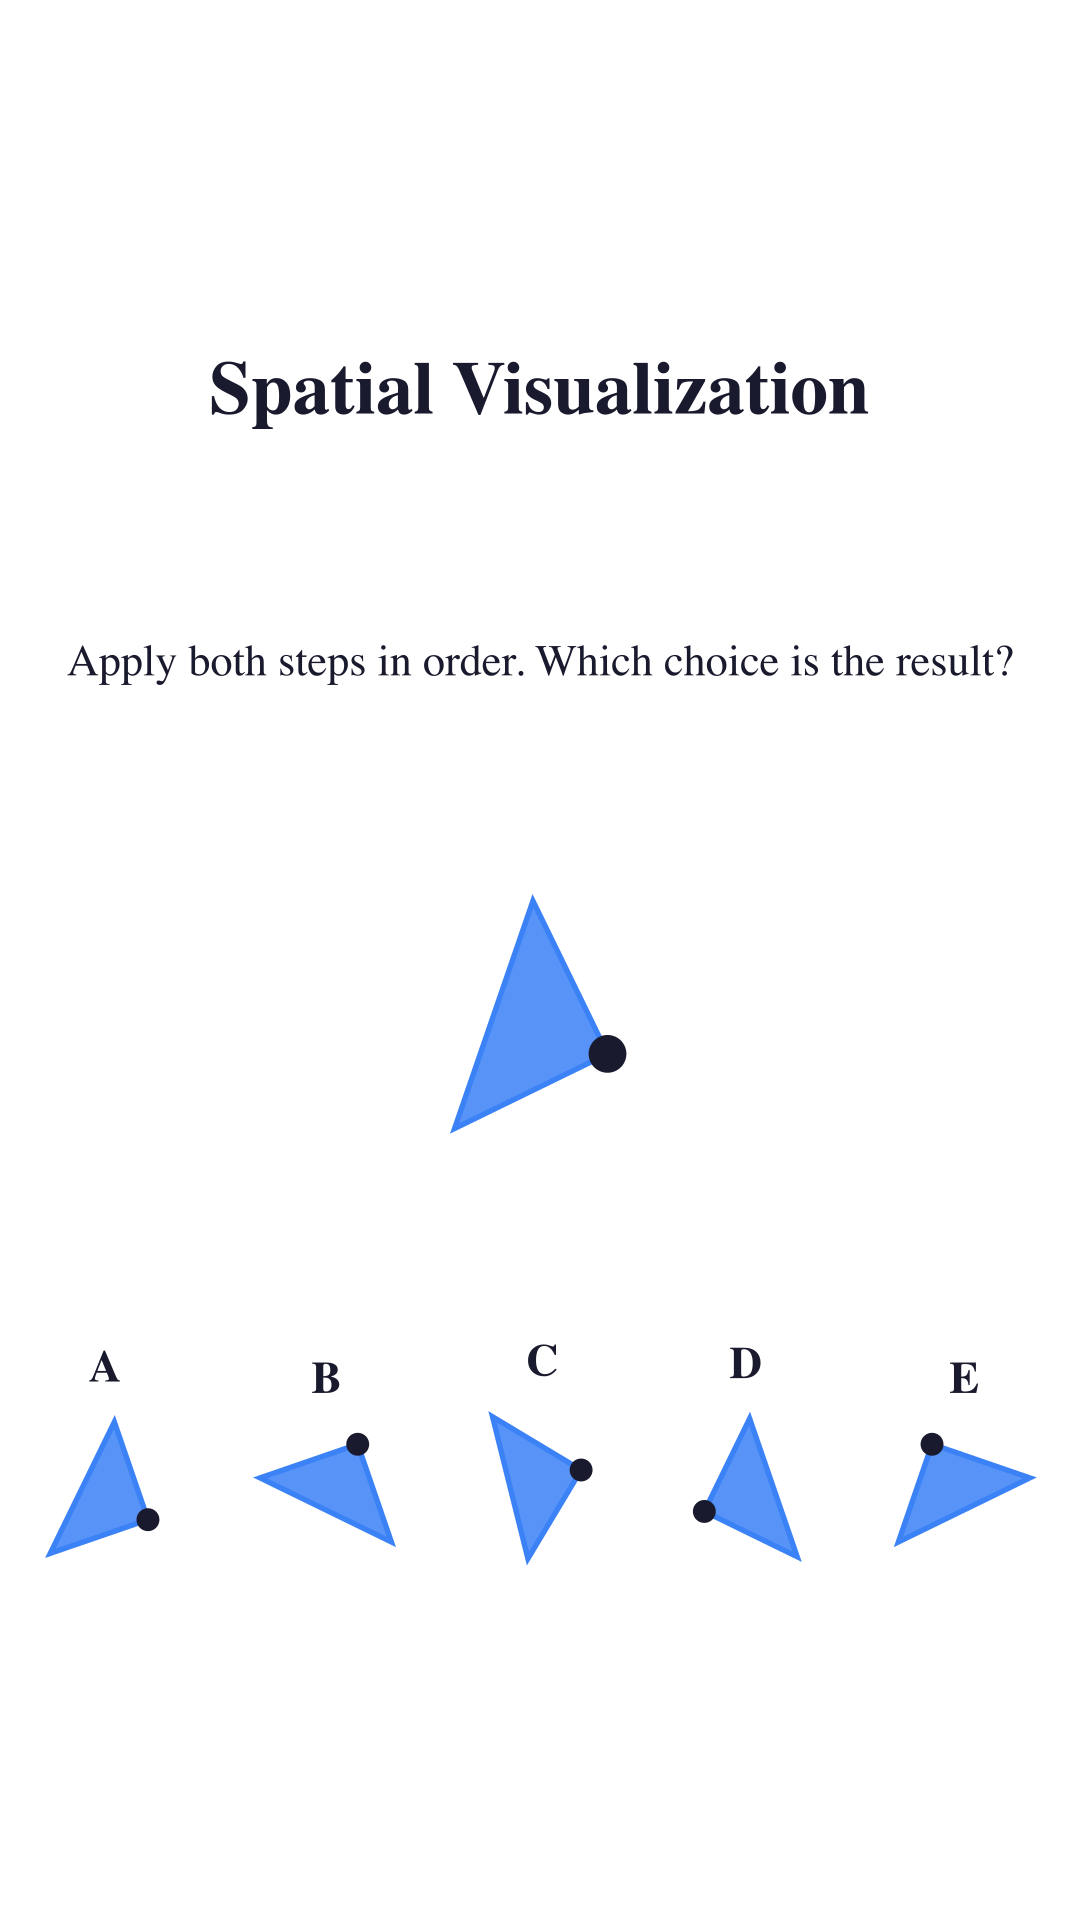 Spatial Visualization
Apply both steps in order. Which choice is the result?
A
B
C
D
E